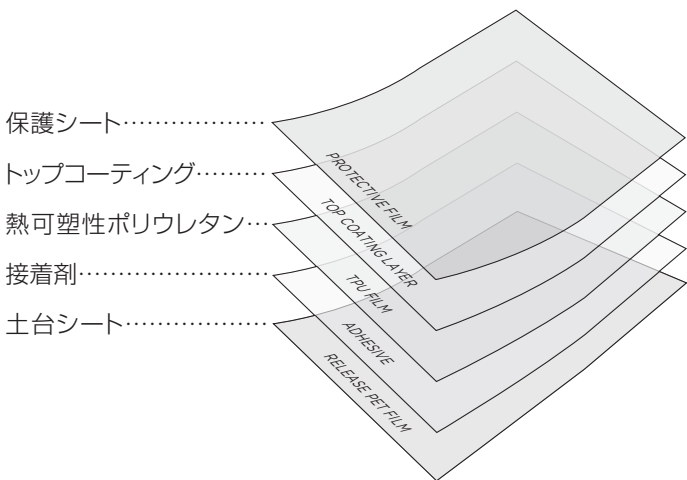 保護シート
トップコーティング
熱可塑性ポリウレタン
接着剤
土台シート
PROTECTIVE FILM
TOP COATING LAYER
TPU FILM
ADHESIVE
RELEASE PET FILM